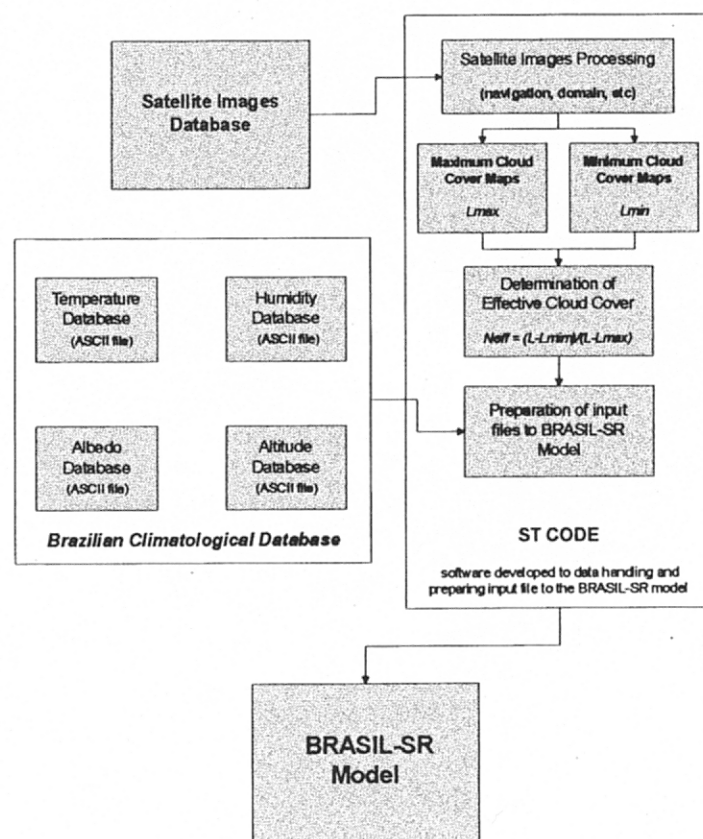 Satellite Images
Database
Satellite Images Processing
(navigation, domain, etc)
Maximum Cloud
Cover Maps
Lmax
Minimum Cloud
Cover Maps
Lmin
Determination of
Effective Cloud Cover
Neff = (L-Lmim)/(L-Lmax)
Preparation of input
files to BRASIL-SR
Model
ST CODE
software developed to data handling and
preparing input file to the BRASIL-SR model
Temperature
Database
(ASCII file)
Humidity
Database
(ASCII file)
Albedo
Database
(ASCII file)
Altitude
Database
(ASCII file)
Brazilian Climatological Database
BRASIL-SR
Model